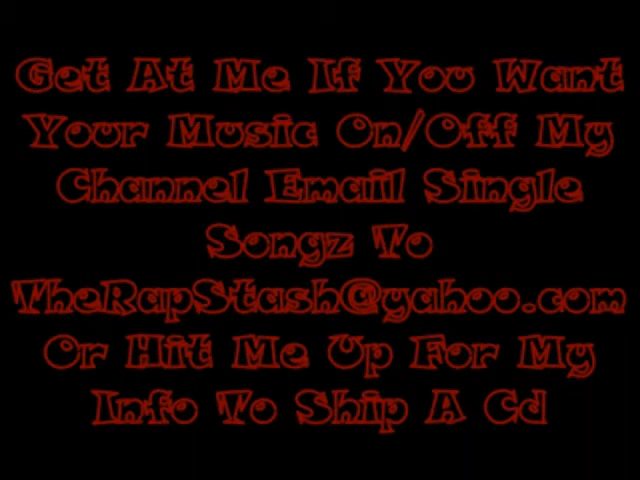 Get At Me If You Want
Your Music On/Off My
Channel Email Single
Songz To
TheRapStash@yahoo.com
Or Hit Me Up For My
Info To Ship A Cd